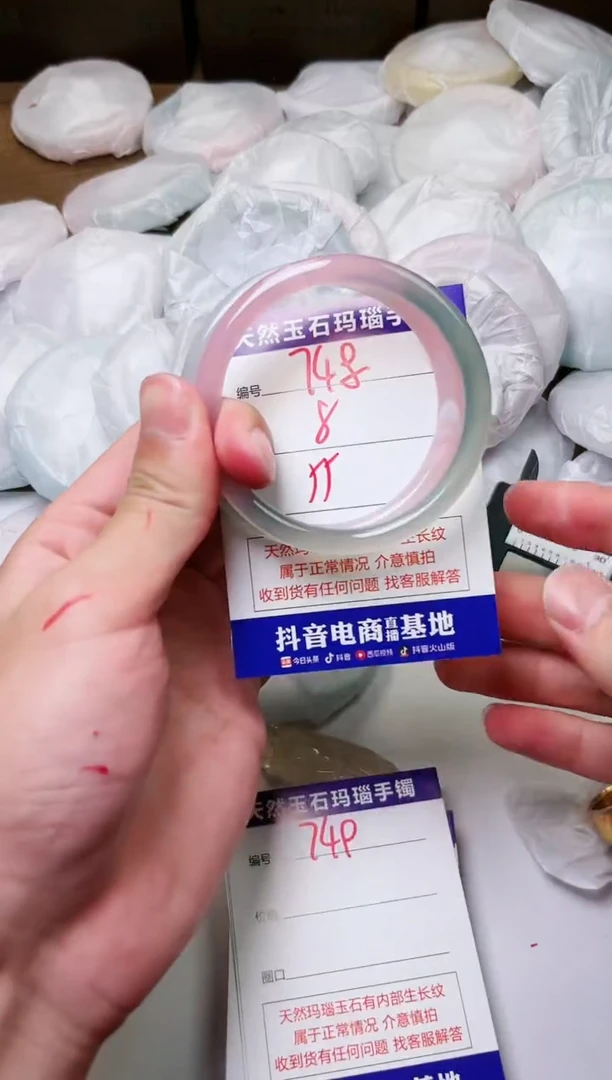 天然玉石玛瑙手
编号 748
8
55
生长纹
属于正常情况 介意慎拍
收到货有任何问题 找客服解答
抖音电商直播基地
今日头条 抖音 西瓜视频 抖音火山版
天然玉石玛瑙手镯
编号 749
价
圈口
天然玛瑙玉石有内部生长纹
属于正常情况 介意慎拍
收到货有任何问题 找客服解答